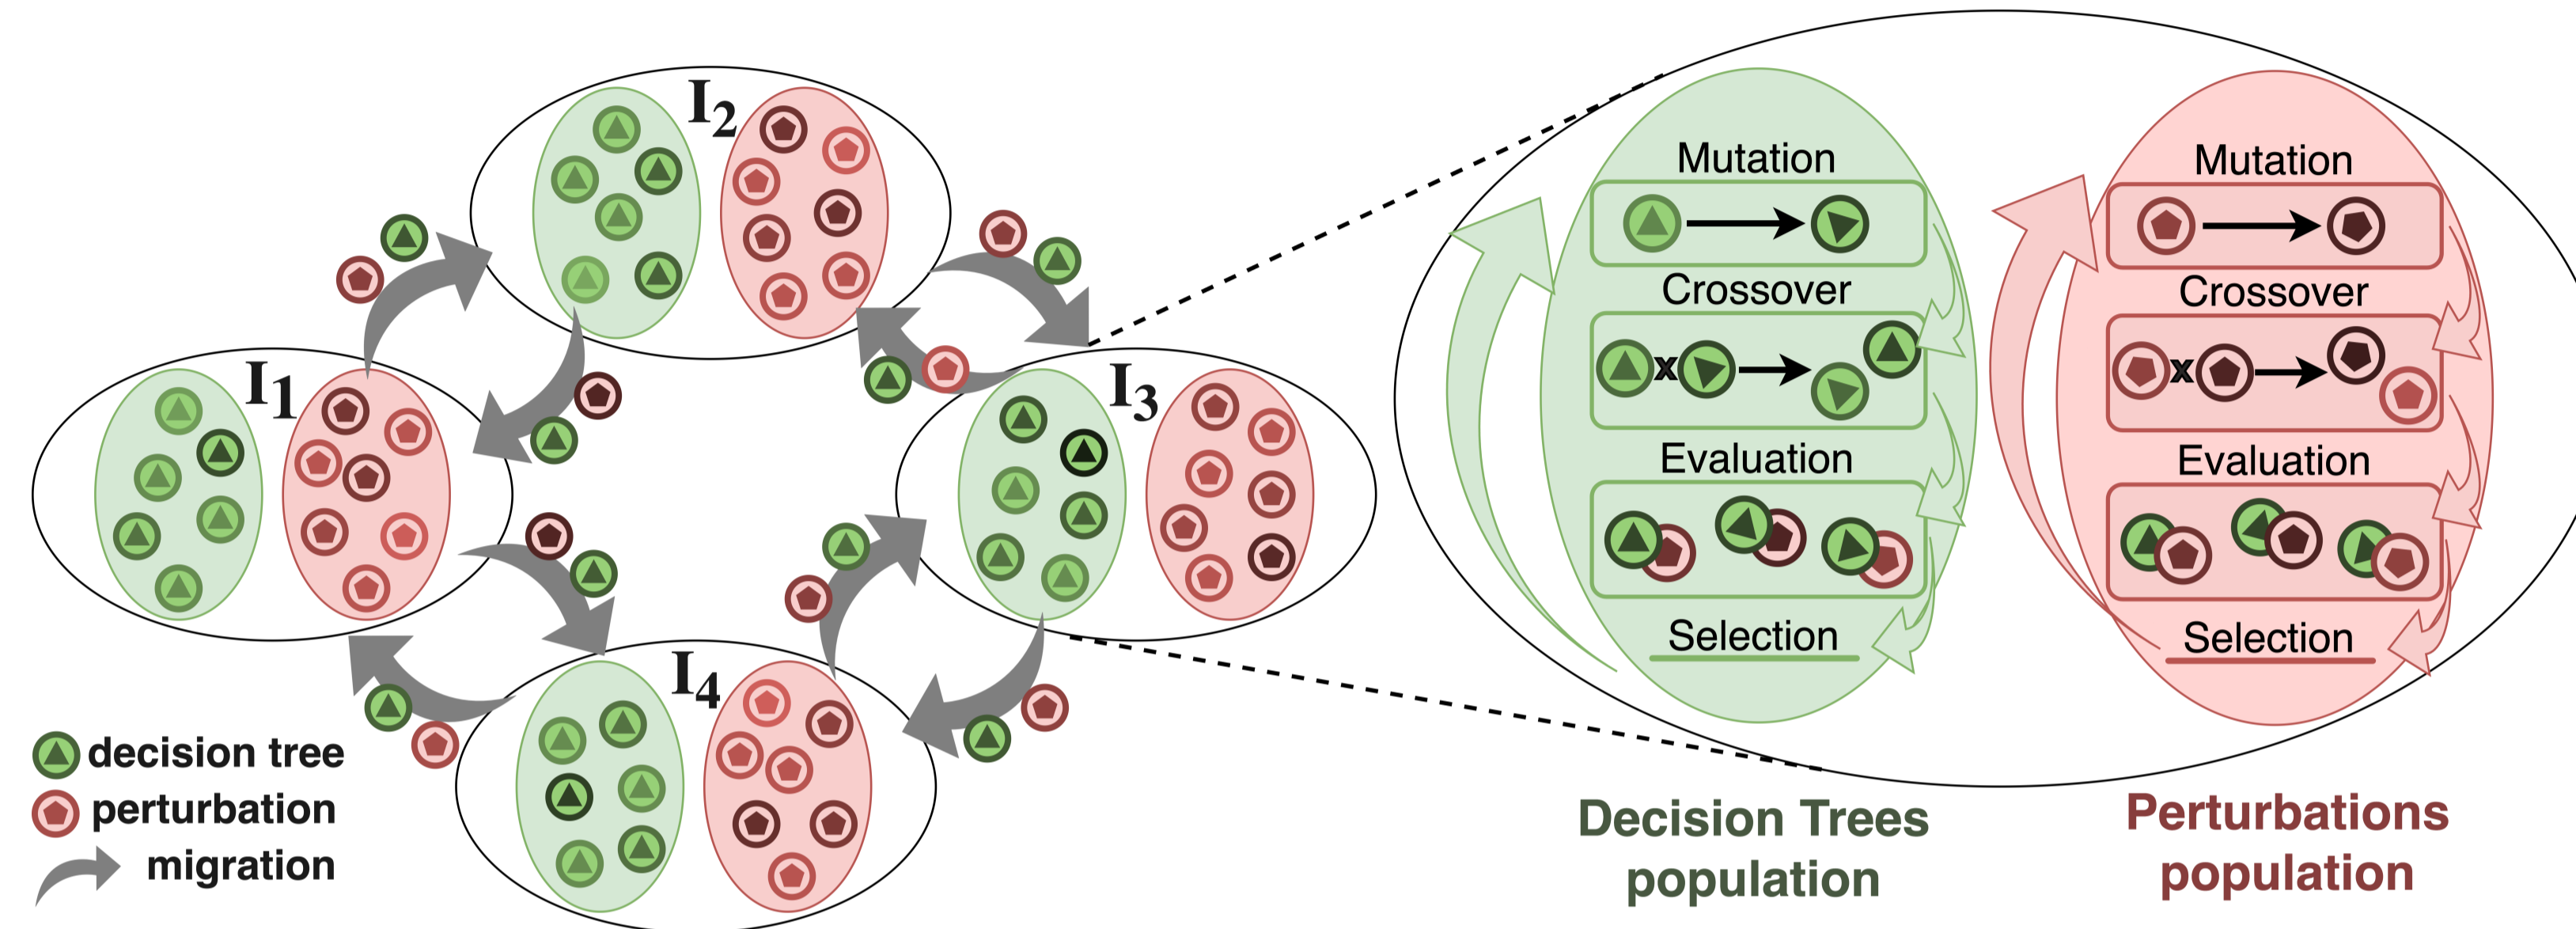 I2
I1
I3
I4
decision tree
perturbation
migration
Mutation
Crossover
x
Evaluation
Selection
Decision Trees
population
Mutation
Crossover
x
Evaluation
Selection
Perturbations
population